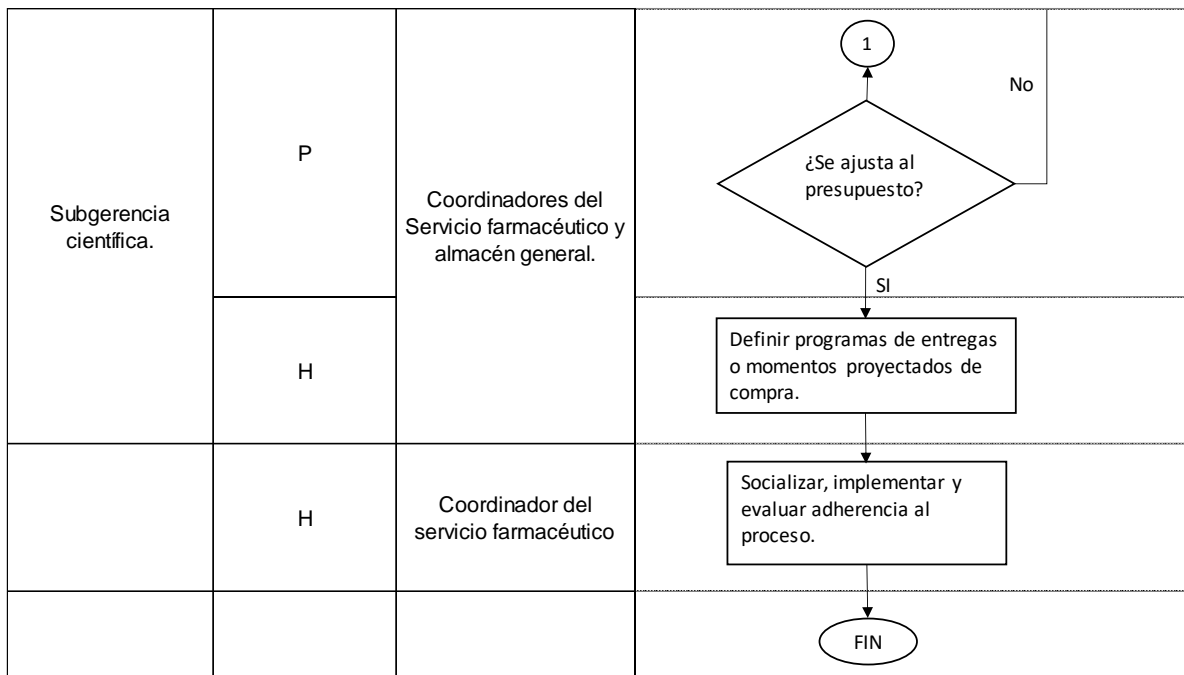 1
No
P
¿Se ajusta al
presupuesto?
Subgerencia
científica.
Coordinadores del
Servicio farmacéutico y
almacén general.
SI
H
Definir programas de entregas
o momentos proyectados de
compra.
H
Coordinador del
servicio farmacéutico
Socializar, implementar y
evaluar adherencia al
proceso.
FIN